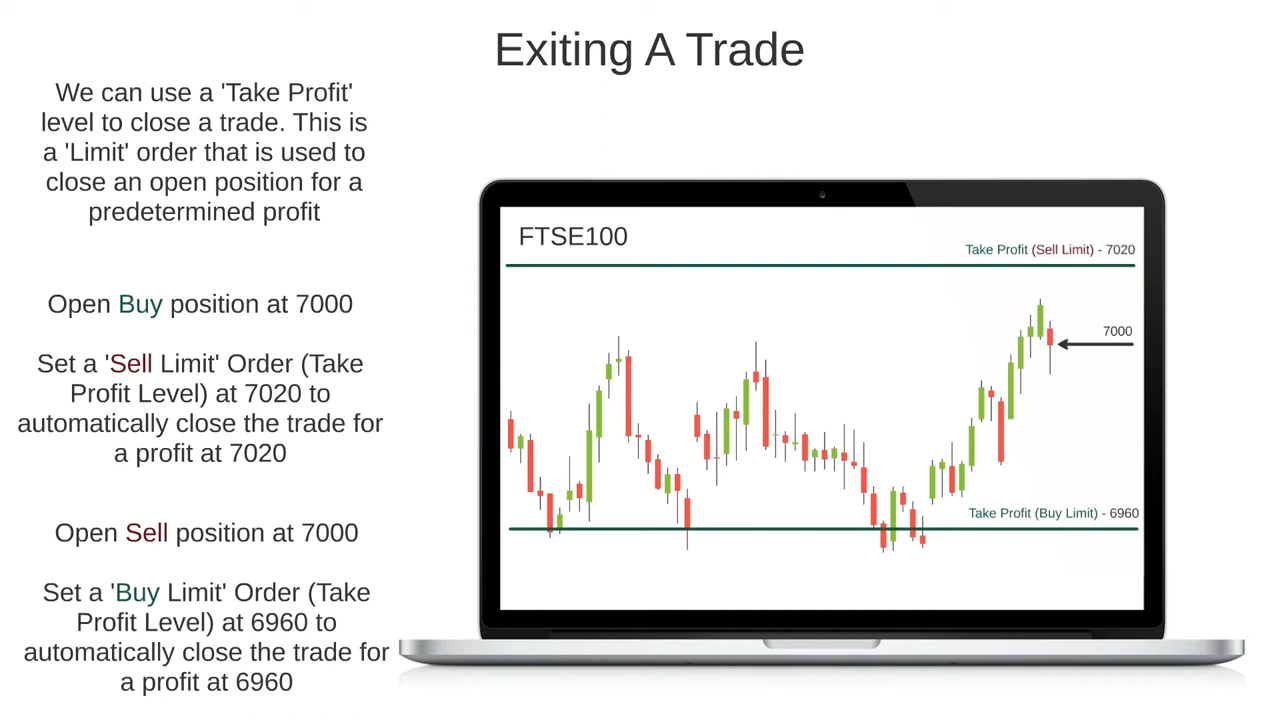 Exiting A Trade
We can use a 'Take Profit'
level to close a trade. This is
a 'Limit' order that is used to
close an open position for a
predetermined profit
Open Buy position at 7000
Set a 'Sell Limit' Order (Take
Profit Level) at 7020 to
automatically close the trade for
a profit at 7020
Open Sell position at 7000
Set a 'Buy Limit' Order (Take
Profit Level) at 6960 to
automatically close the trade for
a profit at 6960
FTSE100
Take Profit (Sell Limit) - 7020
7000
Take Profit (Buy Limit) - 6960